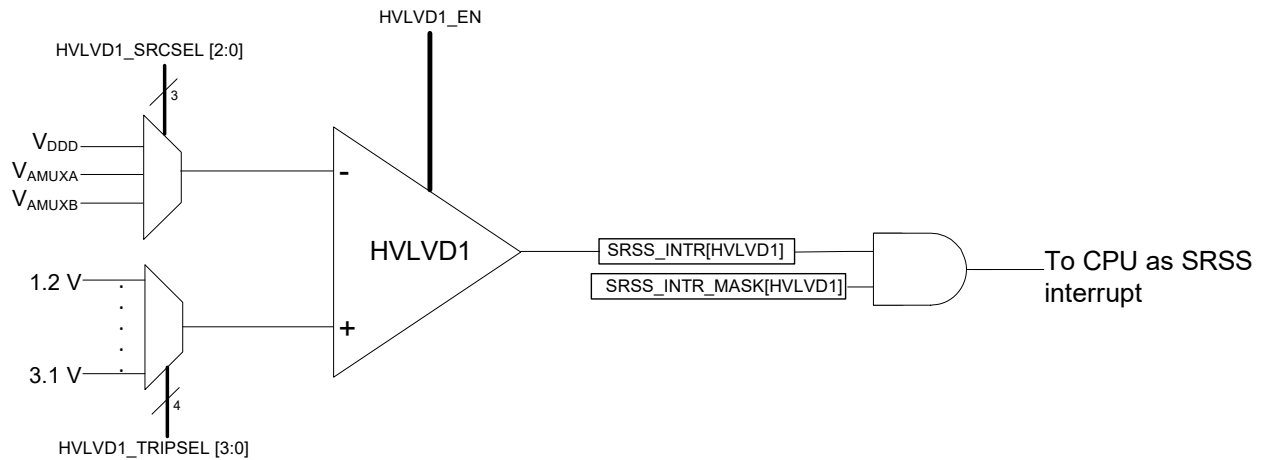 HVLVD1_EN
HVLVD1_SRCSEL [2:0]
3
VDDD
VAMUXA
VAMUXB
-
HVLVD1
SRSS_INTR[HVLVD1]
SRSS_INTR_MASK[HVLVD1]
To CPU as SRSS
interrupt
1.2 V
+
3.1 V
4
HVLVD1_TRIPSEL [3:0]